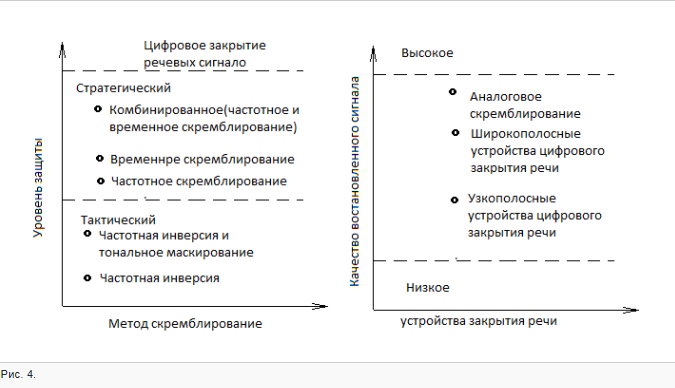 Цифровое закрытие
речевых сигнало
Стратегический
Комбинированное(частотное и
временное скремблирование)
Временнре скремблирование
Частотное скремблирование
Тактический
Частотная инверсия и
тональное маскирование
Частотная инверсия
Уровень защиты
Метод скремблирование
Высокое
Аналоговое
скремблирование
Широкополосные
устройства цифрового
закрытия речи
Узкополосные
устройства цифрового
закрытия речи
Низкое
Качество востановленного сигнала
устройства закрытия речи
Рис. 4.